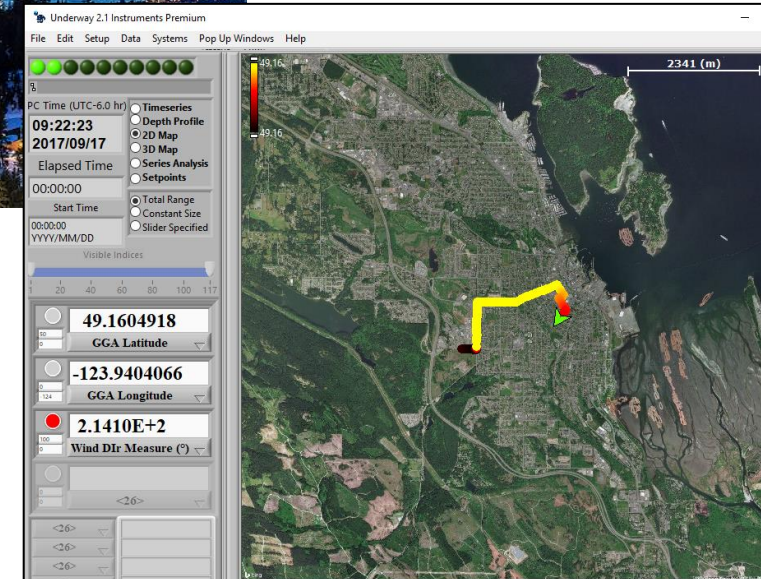 Underway 2.1 Instruments Premium
File Edit Setup Data Systems Pop Up Windows Help
PC Time (UTC-6.0 hr)
09:22:23
2017/09/17
Elapsed Time
00:00:00
Start Time
00:00:00
YYYY/MM/DD
Timeseries
Depth Profile
2D Map
3D Map
Series Analysis
Setpoints
Total Range
Constant Size
Slider Specified
Visible Indices
1 20 40 60 80 100 117
49.1604918
GGA Latitude
50
0
-123.9404066
GGA Longitude
0
-124
2.1410E+2
Wind DIr Measure (°)
100
0
<26>
<26>
<26>
<26>
49.16
49.16
2341 (m)